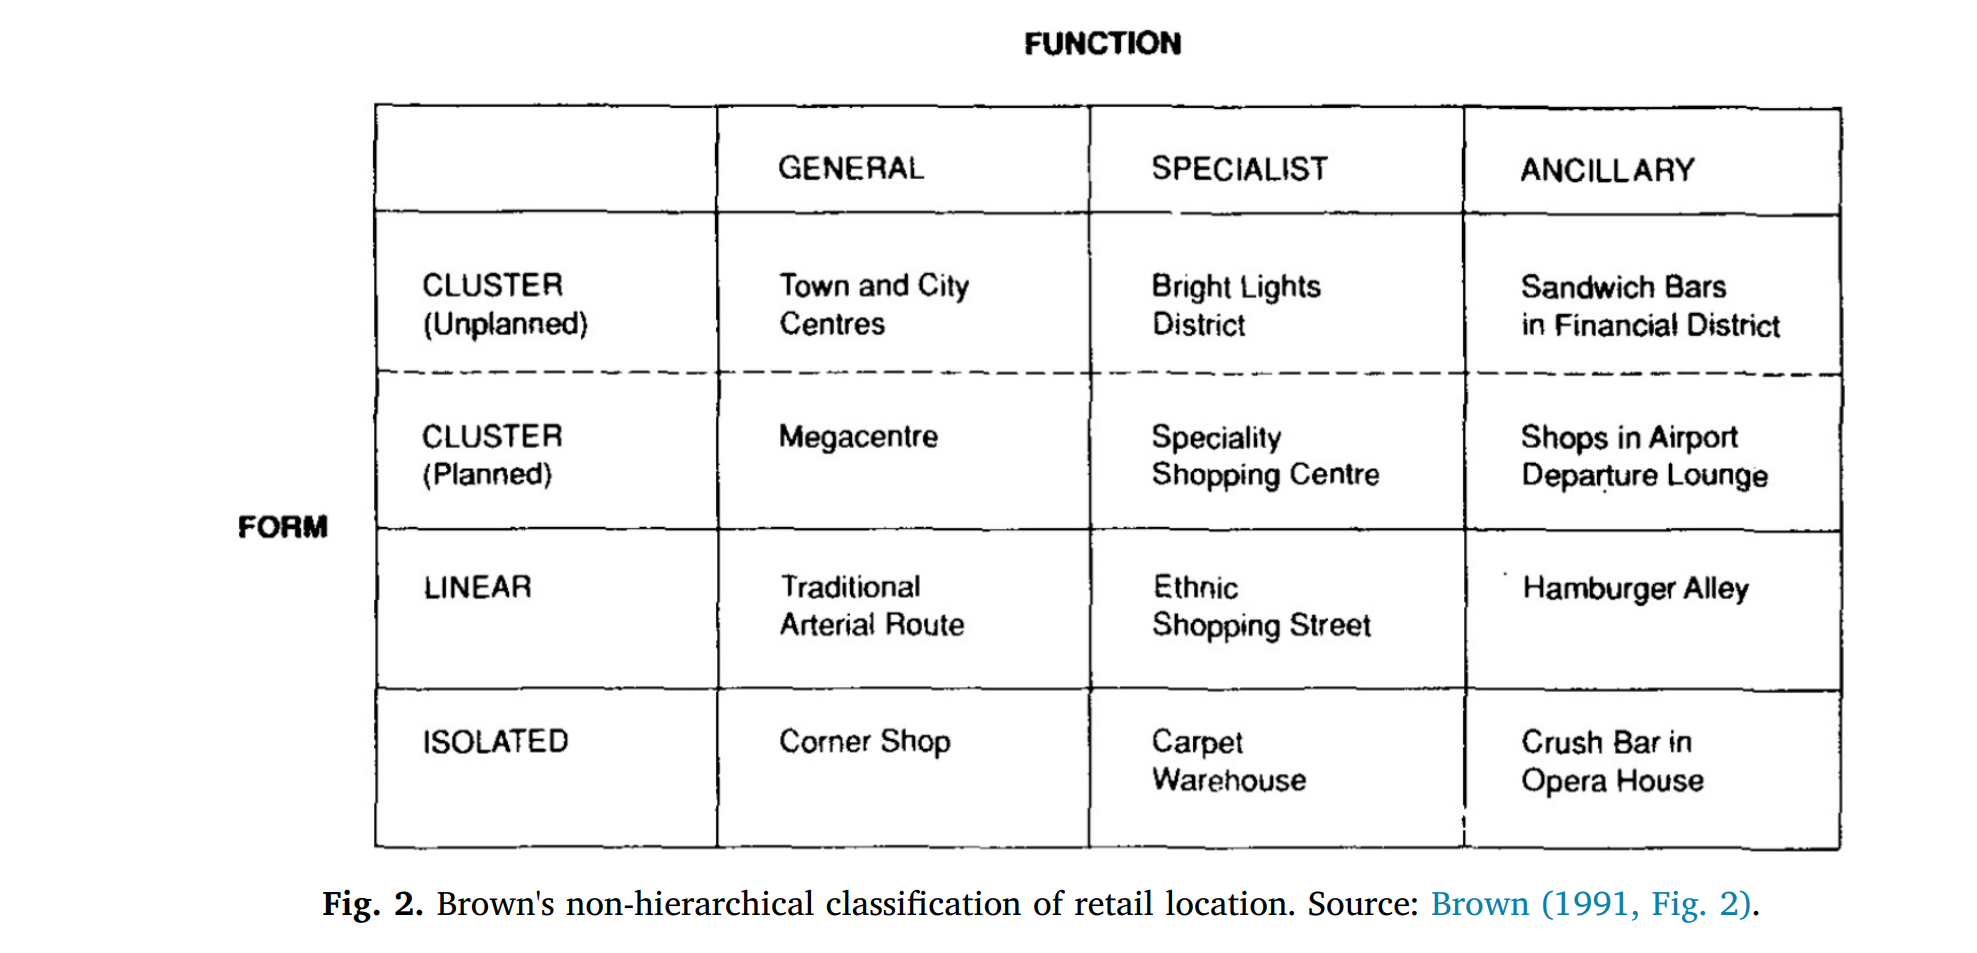 FUNCTION
GENERAL
SPECIALIST
ANCILLARY
CLUSTER
(Unplanned)
Town and City
Centres
Bright Lights
District
Sandwich Bars
in Financial District
CLUSTER
(Planned)
Megacentre
Speciality
Shopping Centre
Shops in Airport
Departure Lounge
FORM
LINEAR
Traditional
Arterial Route
Ethnic
Shopping Street
Hamburger Alley
ISOLATED
Corner Shop
Carpet
Warehouse
Crush Bar in
Opera House
Fig. 2. Brown's non-hierarchical classification of retail location. Source: Brown (1991, Fig. 2).